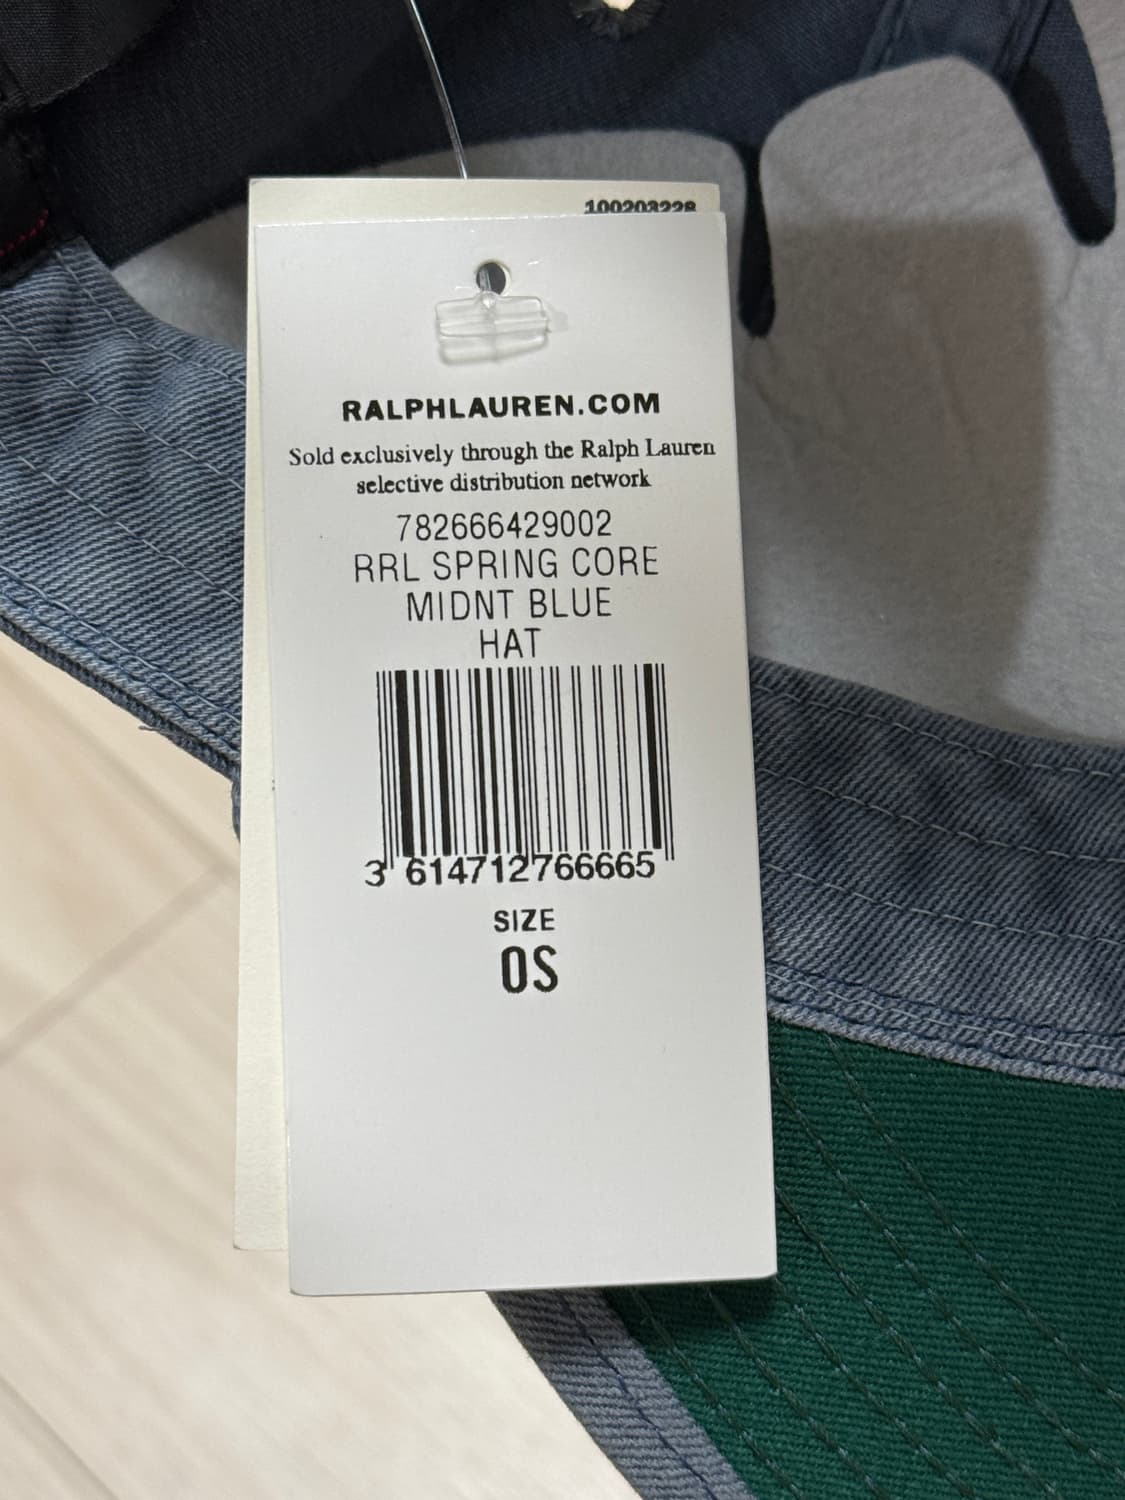 100203228
RALPHLAUREN.COM
Sold exclusively through the Ralph Lauren
selective distribution network
782666429002
RRL SPRING CORE
MIDNT BLUE
HAT
3 614712766665
SIZE
OS